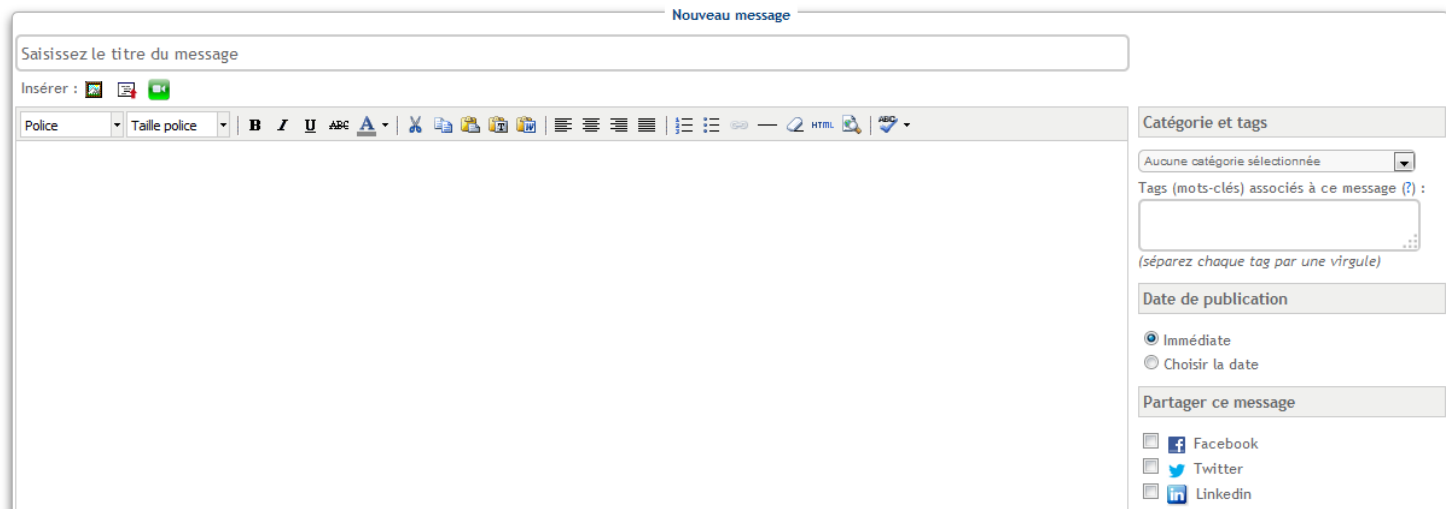 Nouveau message
Saisissez le titre du message
Insérer :
Police Taille police B I U ABC A HTML ABC
Catégorie et tags
Aucune catégorie sélectionnée
Tags (mots-clés) associés à ce message (?) :
(séparez chaque tag par une virgule)
Date de publication
Immédiate
Choisir la date
Partager ce message
Facebook
Twitter
Linkedin